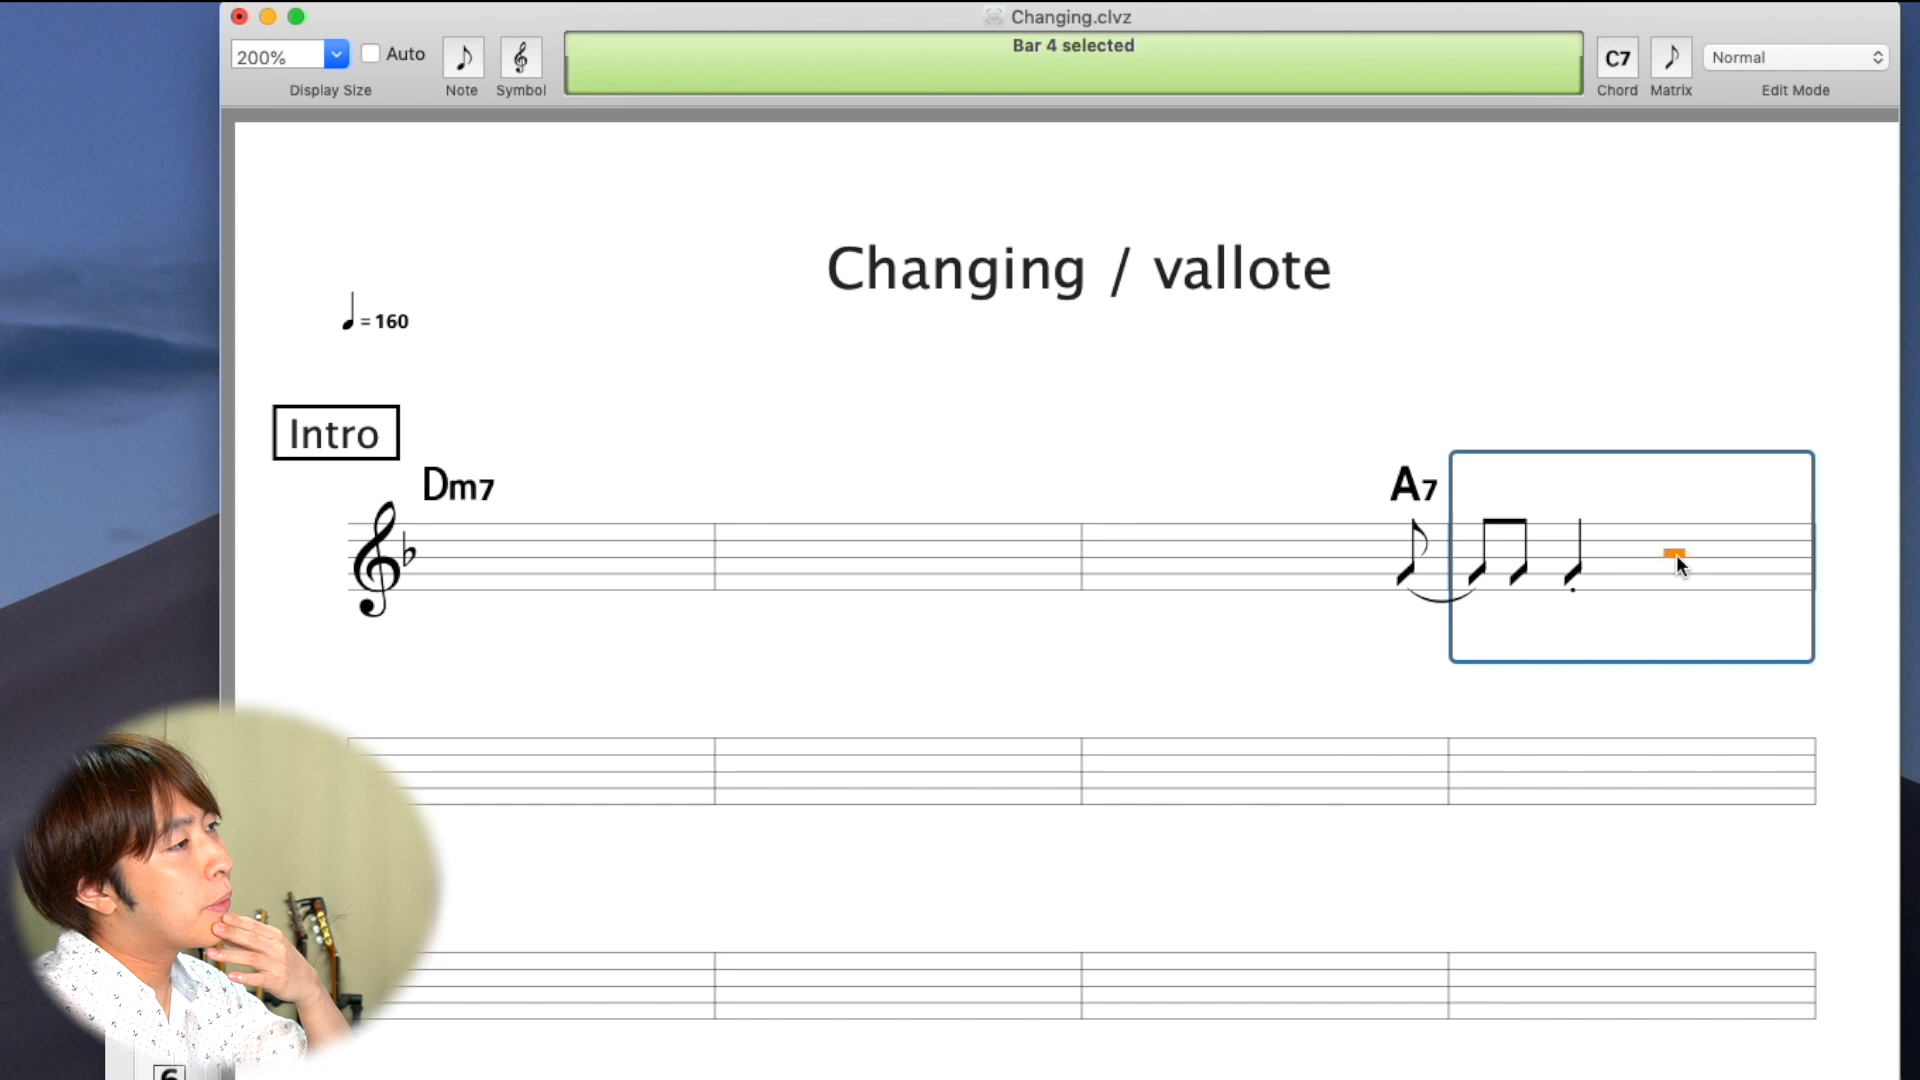 Changing.clvz
200%
Auto
Bar 4 selected
C7
Normal
Display Size
Note
Symbol
Chord
Matrix
Edit Mode
Changing / vallote
= 160
Intro
Dm7
A7